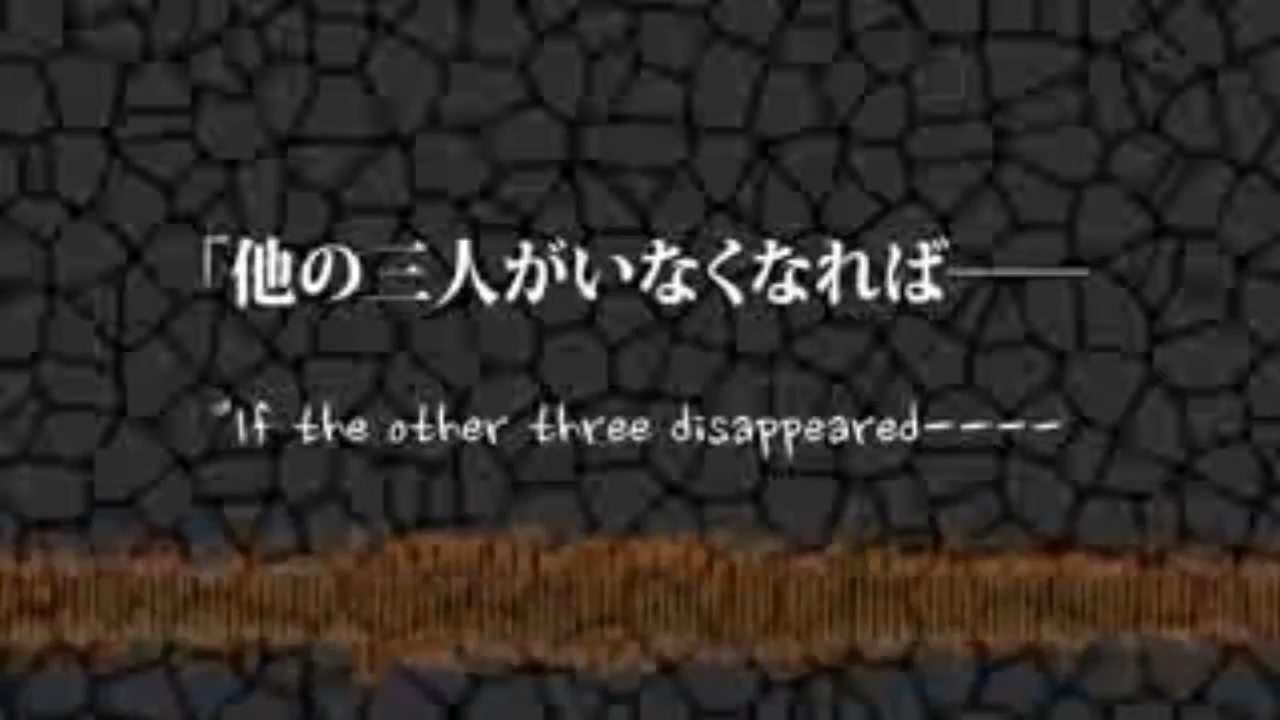 「他の三人がいなくなれば――
"If the other three disappeared----